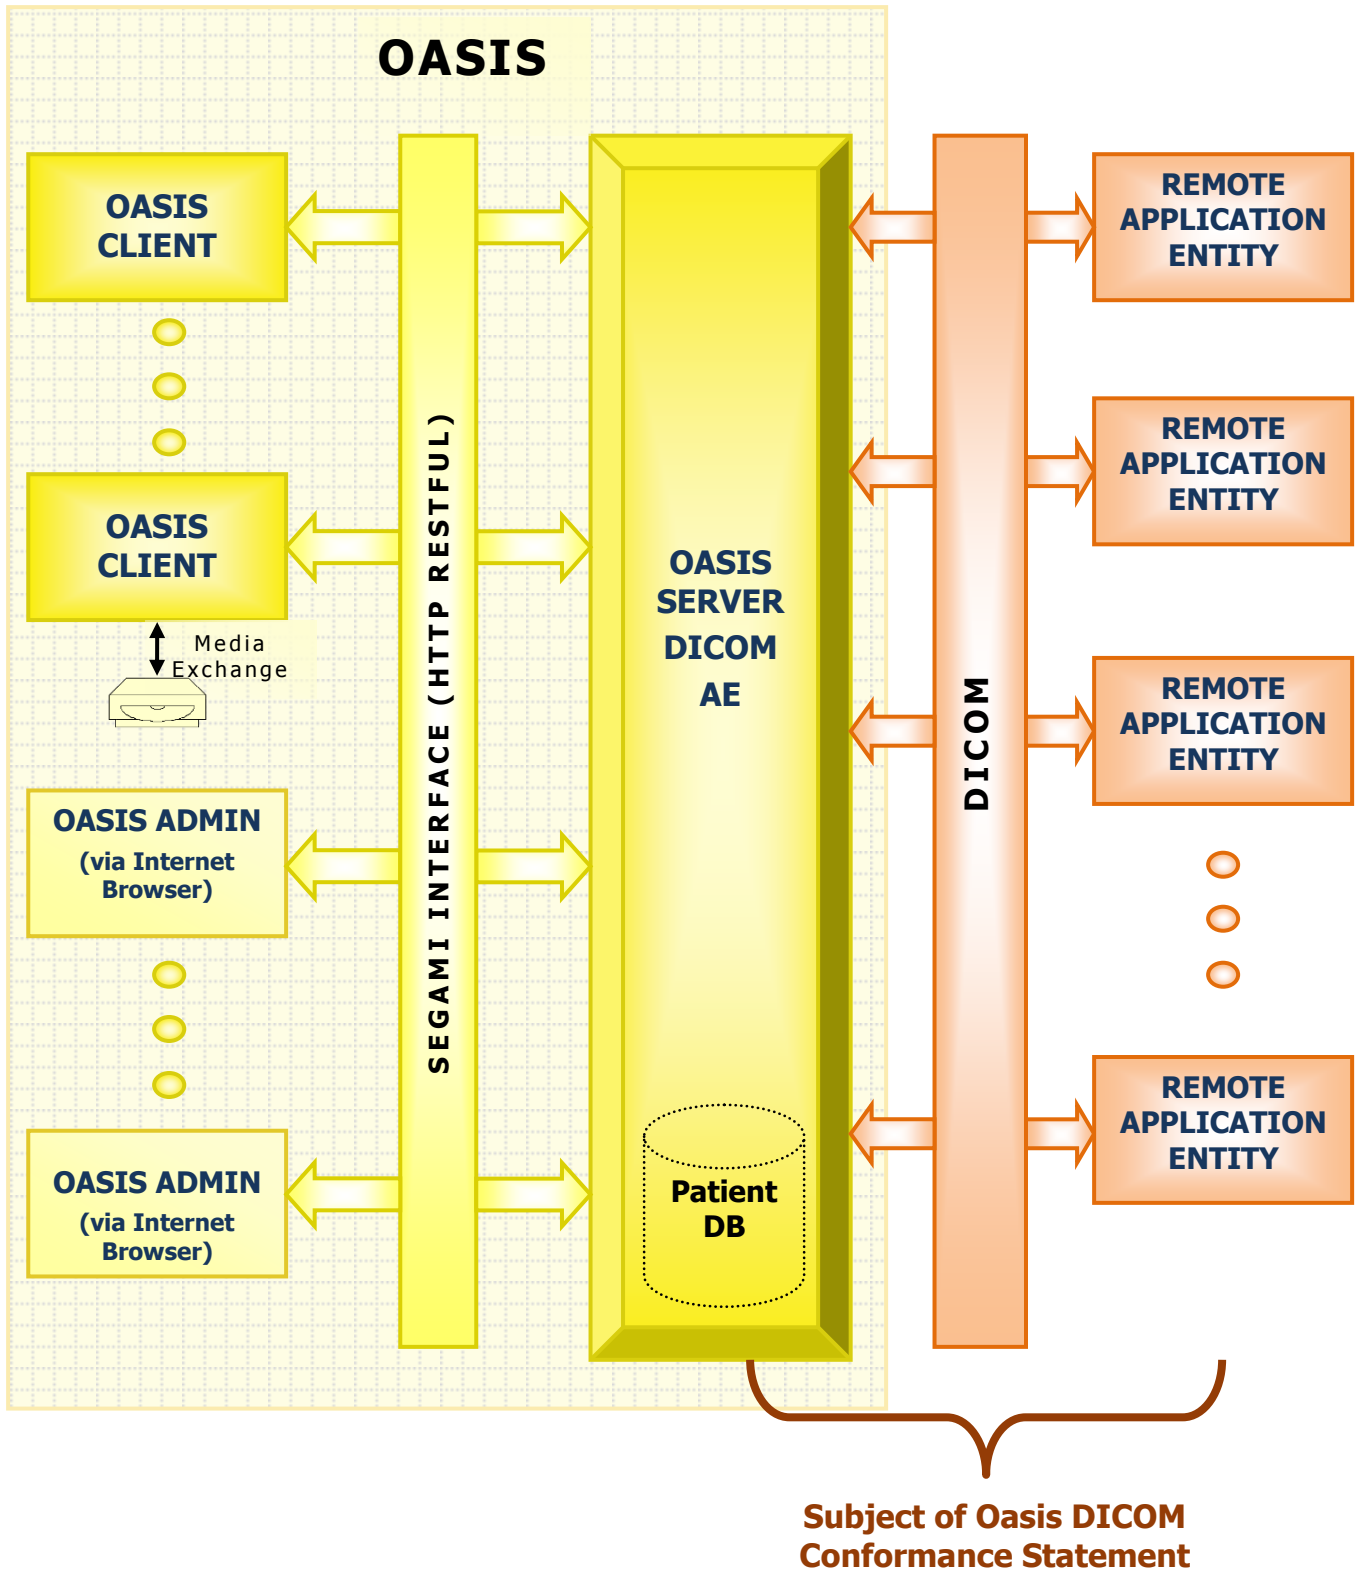 OASIS
OASIS
CLIENT
OASIS
CLIENT
Media
Exchange
OASIS ADMIN
(via Internet
Browser)
OASIS ADMIN
(via Internet
Browser)
SEGAMI INTERFACE (HTTP RESTFUL)
OASIS
SERVER
DICOM
AE
Patient
DB
DICOM
REMOTE
APPLICATION
ENTITY
REMOTE
APPLICATION
ENTITY
REMOTE
APPLICATION
ENTITY
REMOTE
APPLICATION
ENTITY
Subject of Oasis DICOM
Conformance Statement